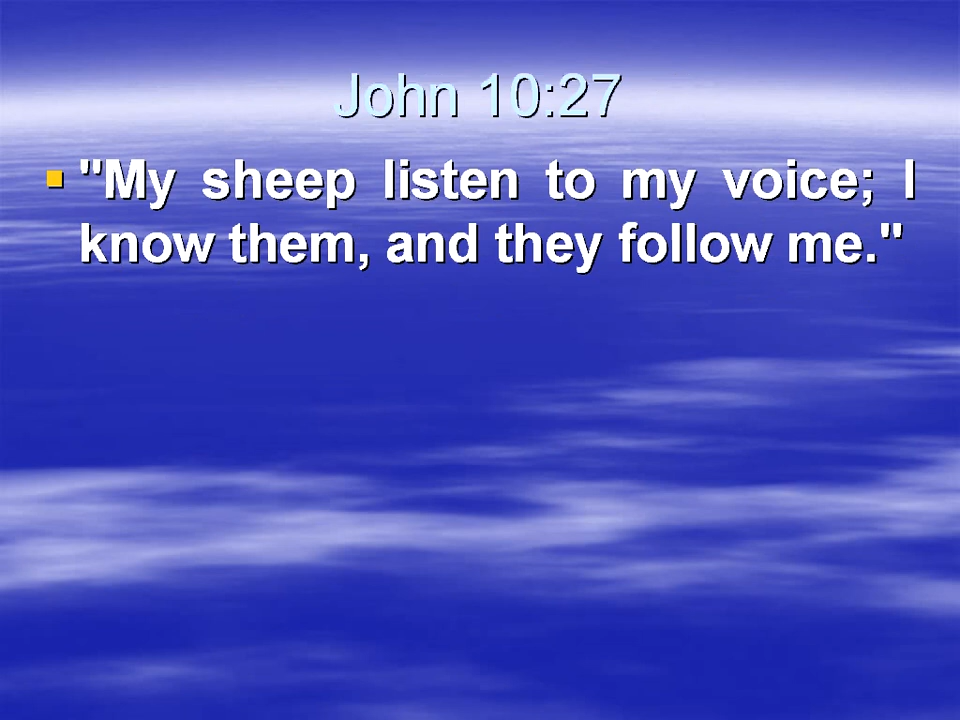 John 10:27
"My sheep listen to my voice; I
know them, and they follow me."